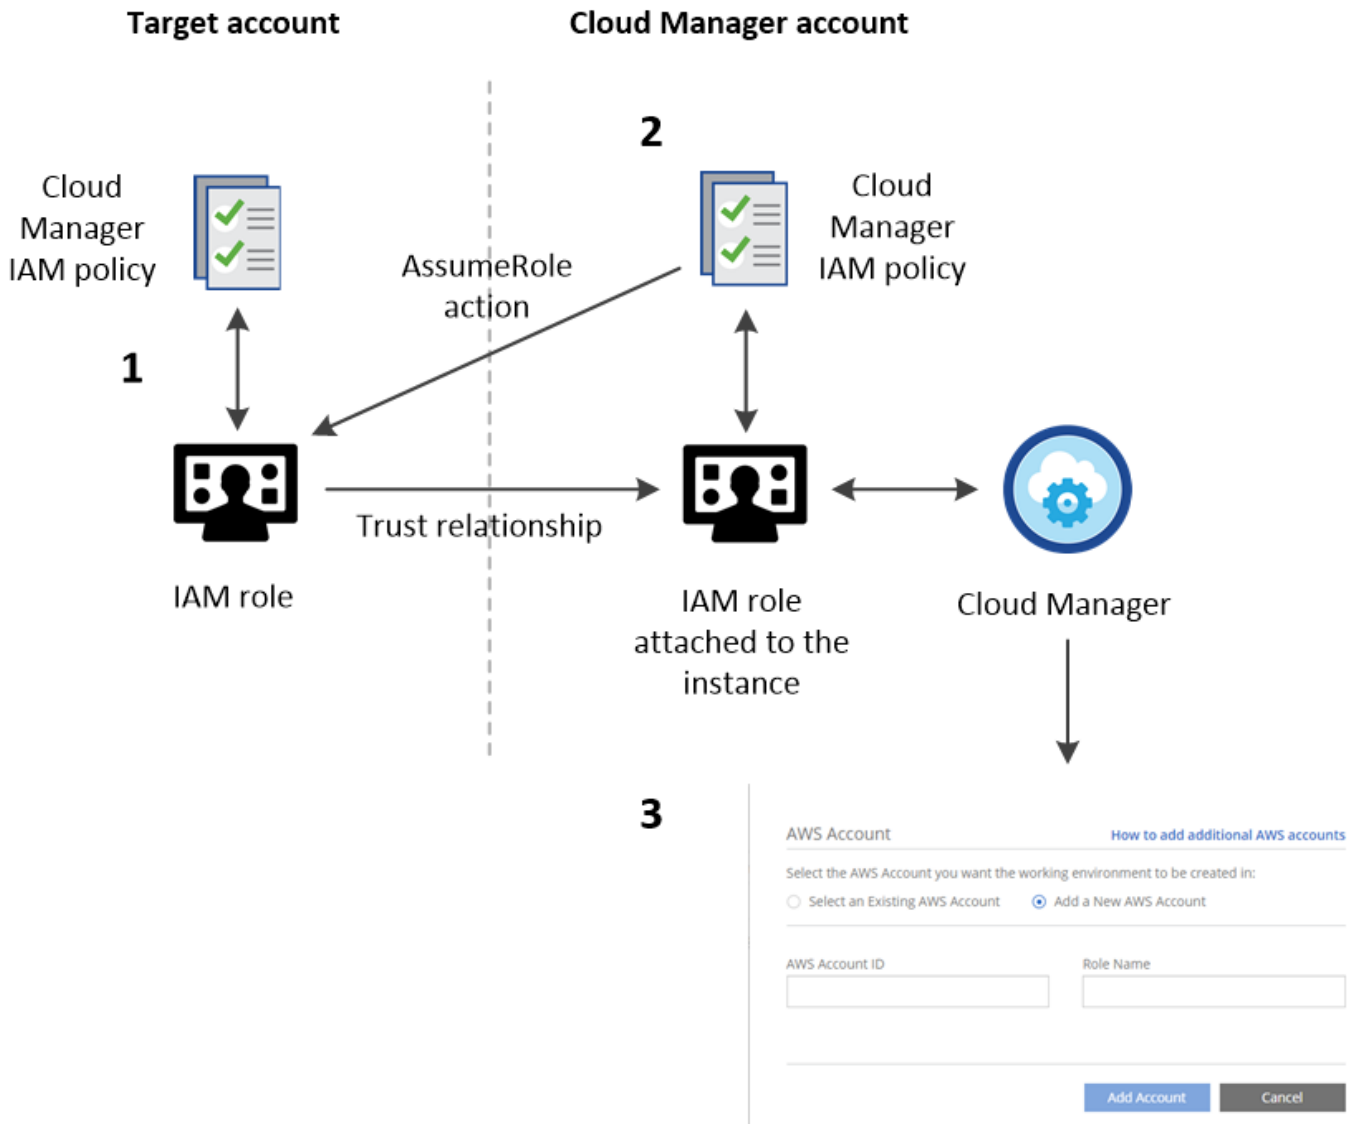 Target account
Cloud Manager account
2
Cloud
Manager
IAM policy
AssumeRole
action
Cloud
Manager
IAM policy
1
Trust relationship
IAM role
IAM role
attached to the
instance
Cloud Manager
3
AWS Account
How to add additional AWS accounts
Select the AWS Account you want the working environment to be created in:
Select an Existing AWS Account
Add a New AWS Account
AWS Account ID
Role Name
Add Account
Cancel